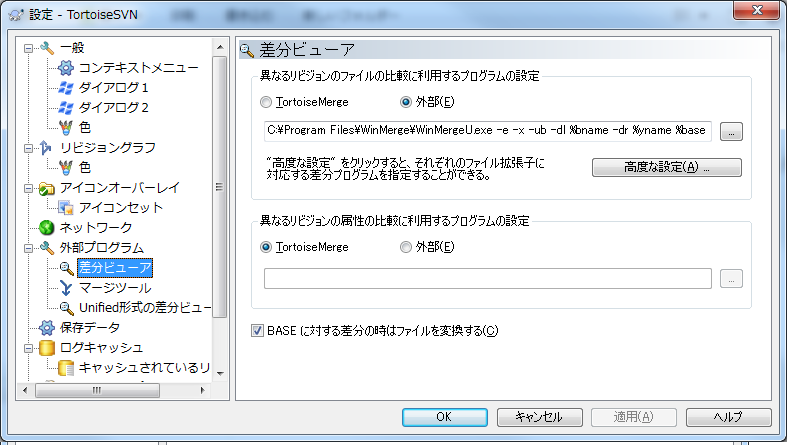 設定 - TortoiseSVN
一般
コンテキストメニュー
ダイアログ1
ダイアログ2
色
リビジョングラフ
色
アイコンオーバーレイ
アイコンセット
ネットワーク
外部プログラム
差分ビューア
マージツール
Unified形式の差分ビュー
保存データ
ログキャッシュ
キャッシュされているリ
差分ビューア
異なるリビジョンのファイルの比較に利用するプログラムの設定
TortoiseMerge 外部(E)
C:¥Program Files¥WinMerge¥WinMergeU.exe -e -x -ub -dl %bname -dr %yname %base ...
"高度な設定" をクリックすると、それぞれのファイル拡張子に
対応する差分プログラムを指定することができる。
高度な設定(A) ...
異なるリビジョンの属性の比較に利用するプログラムの設定
TortoiseMerge 外部(E)
...
BASE に対する差分の時はファイルを変換する(C)
OK キャンセル 適用(A) ヘルプ